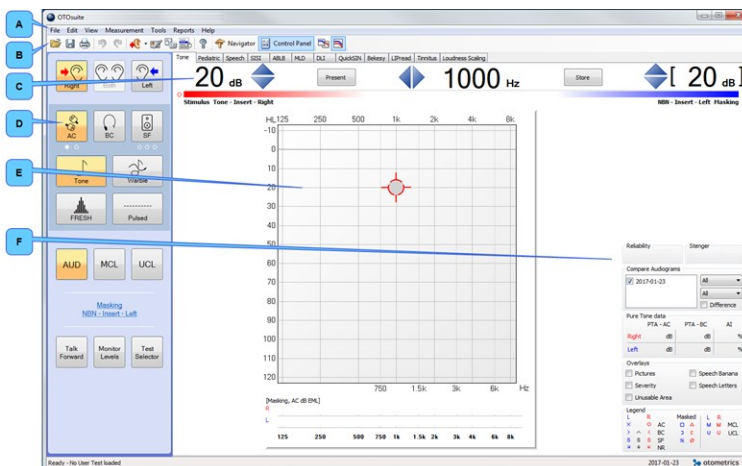 A
OTOsuite
File Edit View Measurement Tools Reports Help
B
Navigator Control Panel
Tone Pediatric Speech SISI ABLB MLD DLI QuickSIN Bekesy LIPread Tinnitus Loudness Scaling
C
20 dB Present 1000 Hz Store [ 20 dB ]
Stimulus Tone - Insert - Right NBN - Insert - Left Masking
Right Both Left
D
AC BC SF
E
Tone Warble
FRESH Pulsed
F
AUD MCL UCL
Masking
NBN - Insert - Left
Talk Forward Monitor Levels Test Selector
HL 125 250 500 1k 2k 4k 8k
-10
0
10
20
30
40
50
60
70
80
90
100
110
120
750 1.5k 3k 6k Hz
[Masking, AC dB EML]
R
L
125 250 500 750 1k 1.5k 2k 3k 4k 6k 8k
Reliability Stenger
Compare Audiograms
2017-01-23 All
All
Difference
Pure Tone data
PTA - AC PTA - BC AI
Right dB dB %
Left dB dB %
Overlays
Pictures Speech Banana
Severity Speech Letters
Unusable Area
Legend
L R Masked L R
X O AC M M MCL
BC U U UCL
S S SF
NR
Ready - No User Test loaded 2017-01-23 otometrics